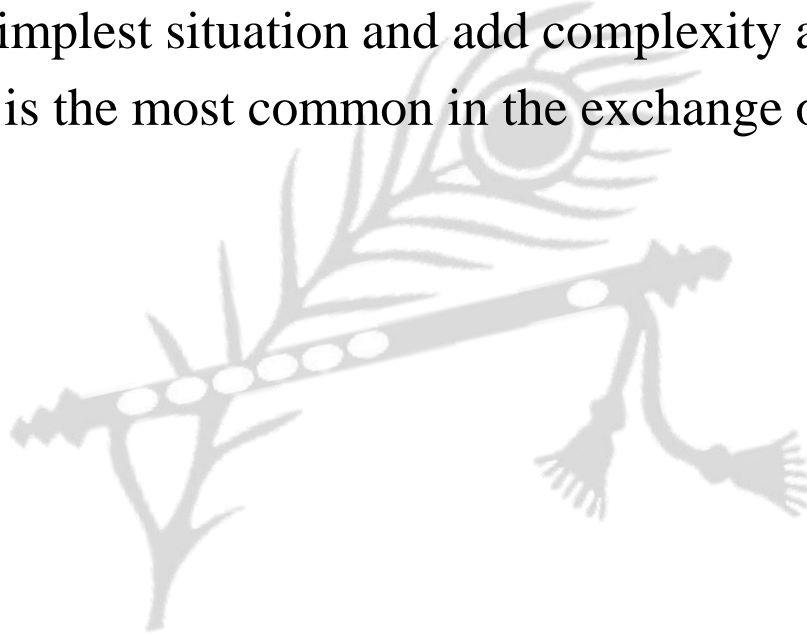 implest situation and add complexity a
is the most common in the exchange o